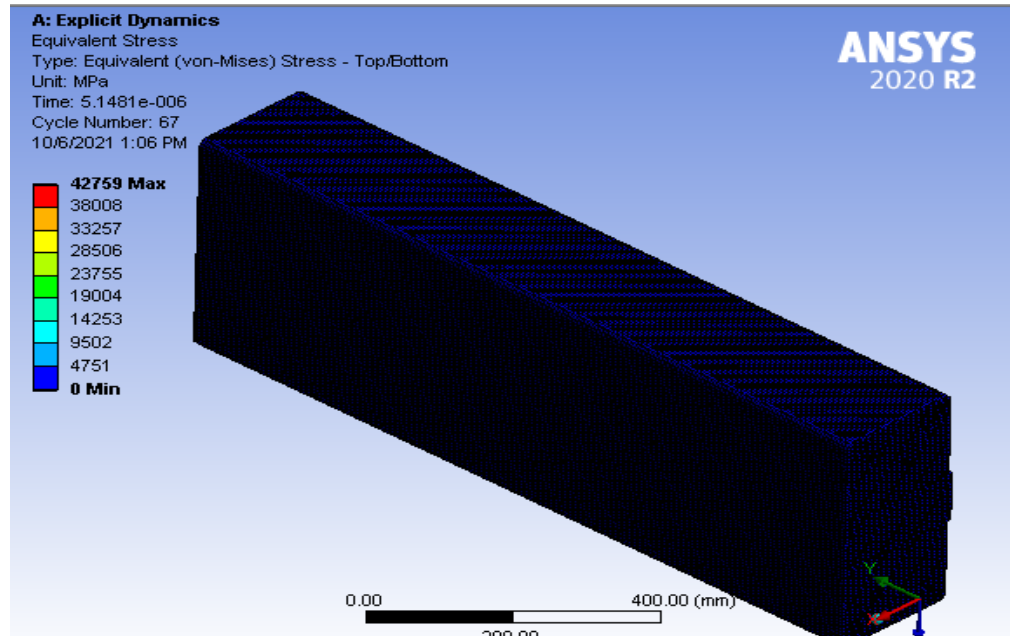 A: Explicit Dynamics
Equivalent Stress
Type: Equivalent (von-Mises) Stress - Top/Bottom
Unit: MPa
Time: 5.1481e-006
Cycle Number: 67
10/6/2021 1:06 PM
ANSYS
2020 R2
42759 Max
38008
33257
28506
23755
19004
14253
9502
4751
0 Min
Y
X
0.00
400.00 (mm)
200.00